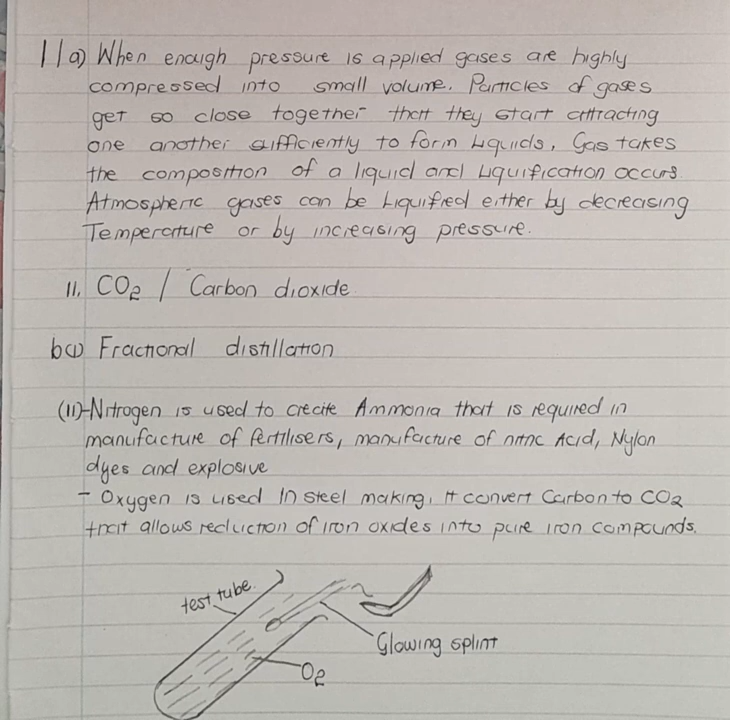 11a) When enough pressure is applied gases are highly
compressed into small volume. Particles of gases
get so close together that they start attracting
one another sufficiently to form liquids, Gas takes
the composition of a liquid and Liquification occurs.
Atmospheric gases can be Liquified either by decreasing
Temperature or by increasing pressure.
11. CO2 / Carbon dioxide
b(i) Fractional distillation
(11)-Nitrogen is used to create Ammonia that is required in
manufacture of fertilisers, manufacture of nitric Acid, Nylon
dyes and explosive
- Oxygen is used In steel making, It convert Carbon to CO2
that allows reduction of iron oxides into pure iron compounds.
test tube.
Glowing splint
O2